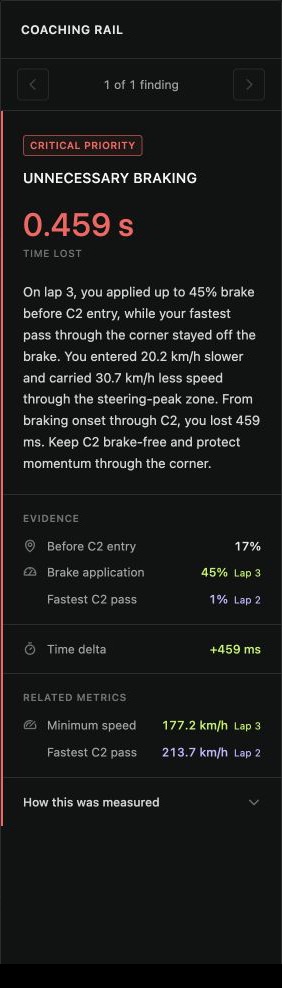 COACHING RAIL
1 of 1 finding
CRITICAL PRIORITY
UNNECESSARY BRAKING
0.459 s
TIME LOST
On lap 3, you applied up to 45% brake
before C2 entry, while your fastest
pass through the corner stayed off the
brake. You entered 20.2 km/h slower
and carried 30.7 km/h less speed
through the steering-peak zone. From
braking onset through C2, you lost 459
ms. Keep C2 brake-free and protect
momentum through the corner.
EVIDENCE
Before C2 entry 17%
Brake application 45% Lap 3
Fastest C2 pass 1% Lap 2
Time delta +459 ms
RELATED METRICS
Minimum speed 177.2 km/h Lap 3
Fastest C2 pass 213.7 km/h Lap 2
How this was measured